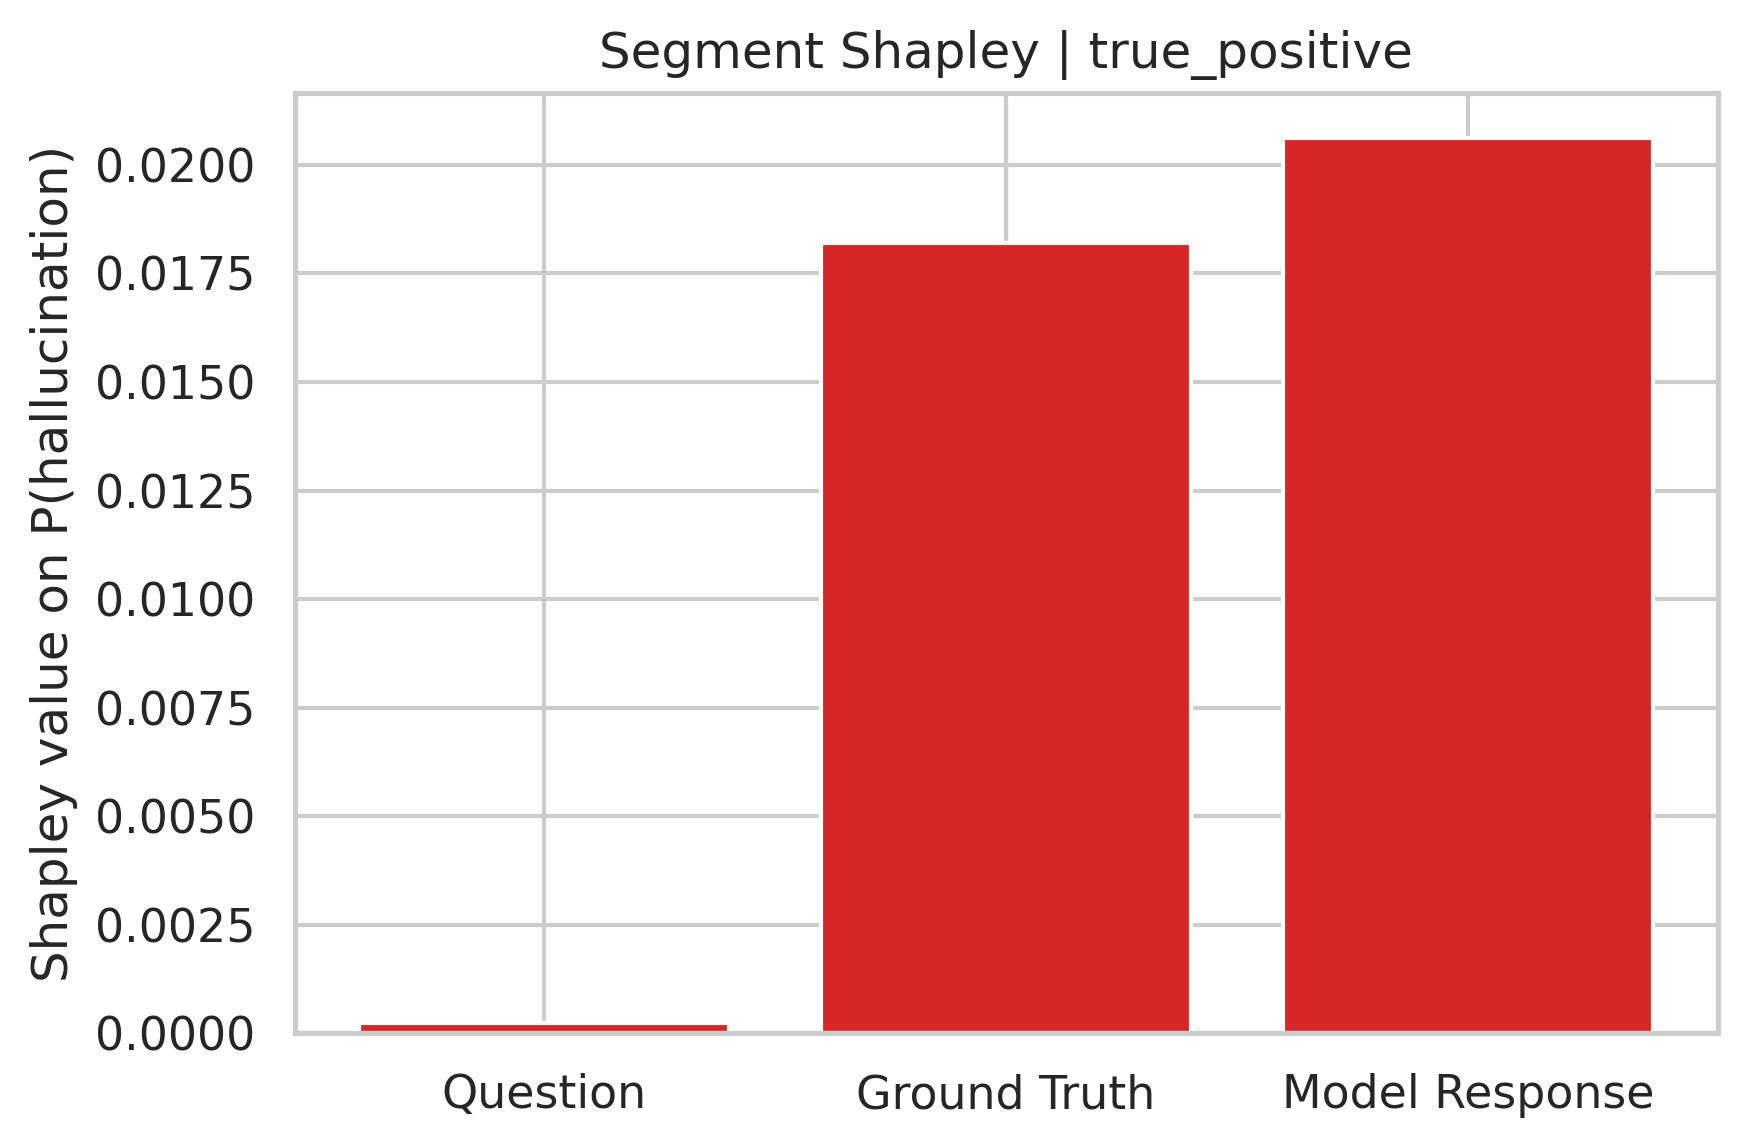 Segment Shapley | true_positive
Shapley value on P(hallucination)
0.0200
0.0175
0.0150
0.0125
0.0100
0.0075
0.0050
0.0025
0.0000
Question
Ground Truth
Model Response